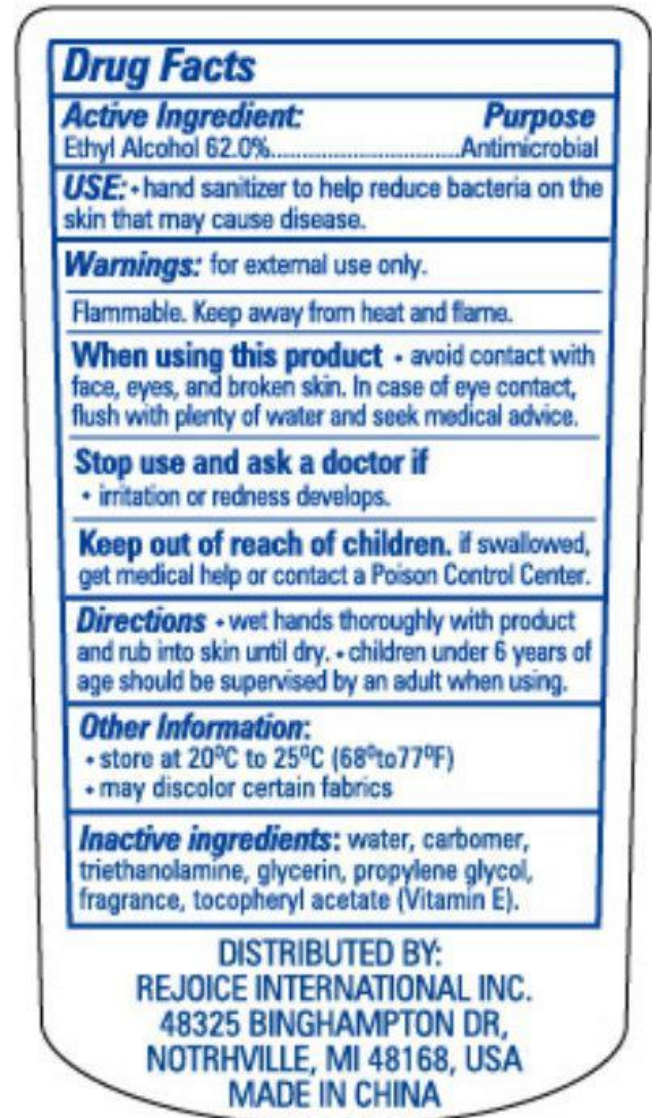 Drug Facts
Active Ingredient: Purpose
Ethyl Alcohol 62.0%...............................Antimicrobial
USE: • hand sanitizer to help reduce bacteria on the
skin that may cause disease.
Warnings: for external use only.
Flammable. Keep away from heat and flame.
When using this product • avoid contact with
face, eyes, and broken skin. In case of eye contact,
flush with plenty of water and seek medical advice.
Stop use and ask a doctor if
• irritation or redness develops.
Keep out of reach of children. if swallowed,
get medical help or contact a Poison Control Center.
Directions • wet hands thoroughly with product
and rub into skin until dry. • children under 6 years of
age should be supervised by an adult when using.
Other Information:
• store at 20ºC to 25ºC (68ºto77ºF)
• may discolor certain fabrics
Inactive ingredients: water, carbomer,
triethanolamine, glycerin, propylene glycol,
fragrance, tocopheryl acetate (Vitamin E).
DISTRIBUTED BY:
REJOICE INTERNATIONAL INC.
48325 BINGHAMPTON DR,
NOTRHVILLE, MI 48168, USA
MADE IN CHINA